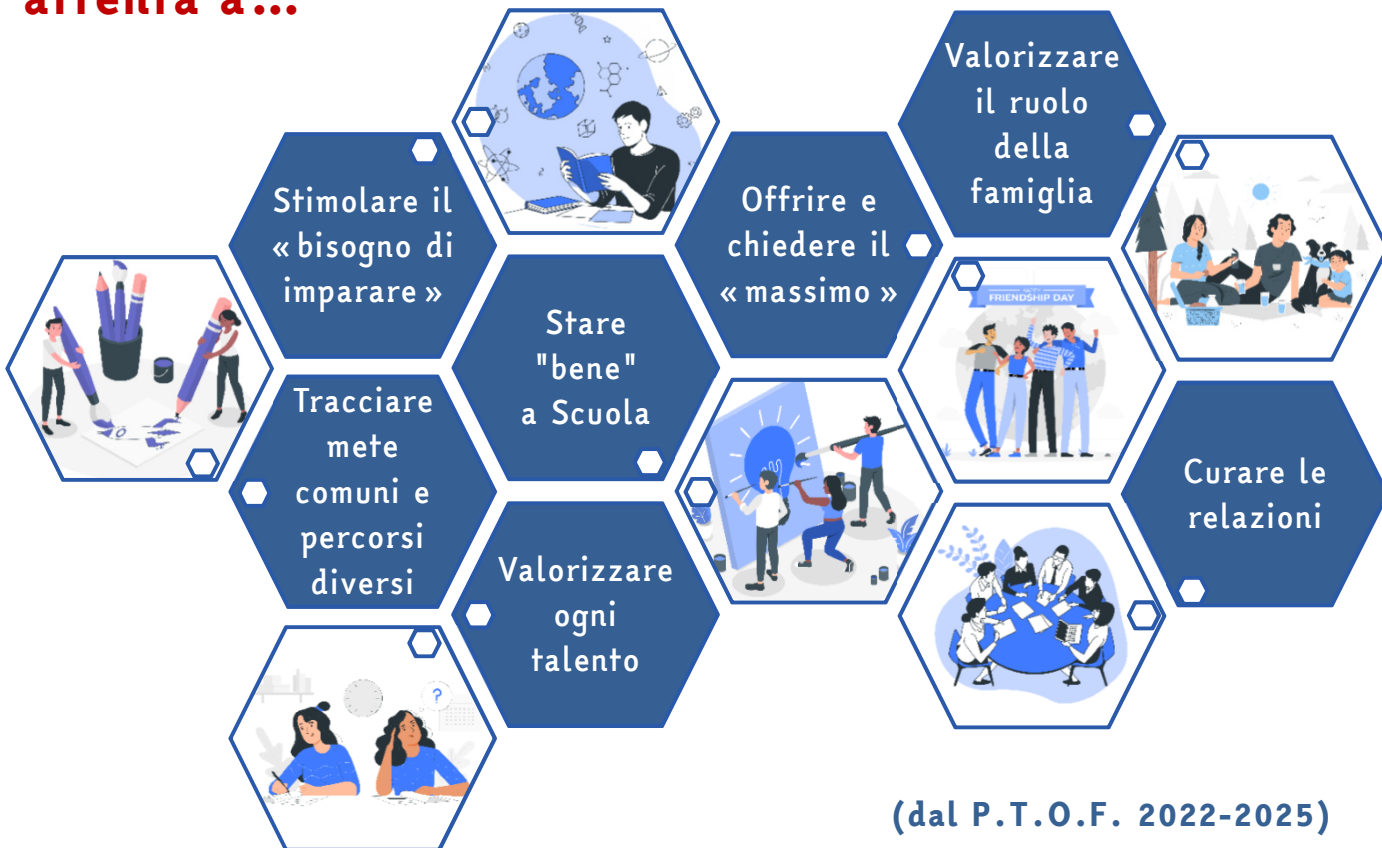 Stimolare il
« bisogno di
imparare »
Tracciare
mete
comuni e
percorsi
diversi
Stare
"bene"
a Scuola
Valorizzare
ogni
talento
Offrire e
chiedere il
« massimo »
Valorizzare
il ruolo
della
famiglia
FRIENDSHIP DAY
Curare le
relazioni
?
(dal P.T.O.F. 2022-2025)